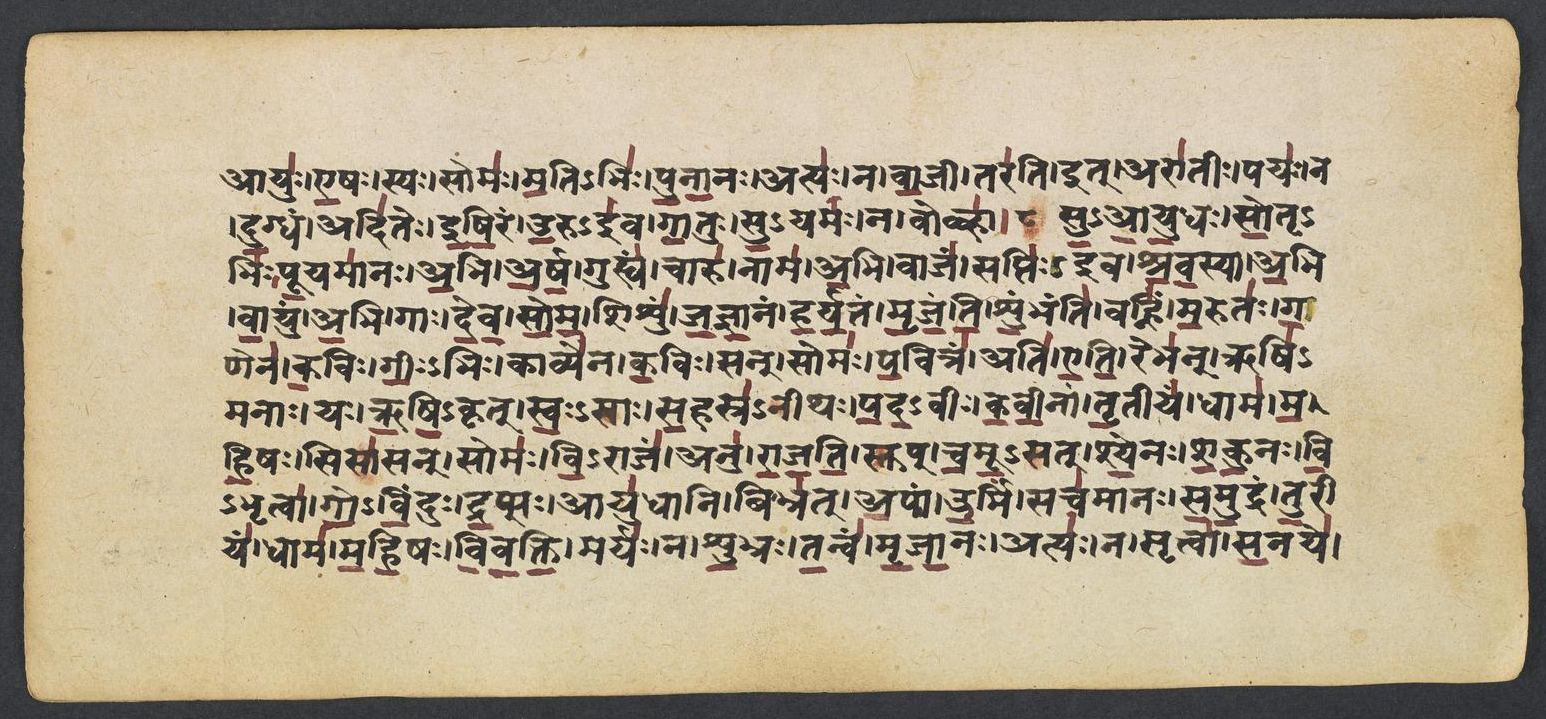 आयुः।एषः।स्यः।सोमः।मतिऽभिः।पुनानः।अत्यः।न।वाजी।तरति।इत्।अरातीः।पयः।न
।दुग्धं।अदितेः।इषिरं।उरुऽइव।गातुः।सुऽयमः।न।वोळ्हा। ८ सुऽआयुधः।सोतृऽ
भिः।पूयमानः।अभि।अर्ष।गुह्यं।चारु।नाम।अभि।वाजं।सप्तिःऽइव।श्रवस्या।अभि
।वायुं।अभि।गाः।देव।सोम।शिशुं।जज्ञानं।हर्यतं।मृजंति।शुंभंति।वह्निं।मरुतः।ग
णेन।कविः।गीःऽभिः।काव्येन।कविः।सन्।सोमः।पवित्रं।अति।एति।रेभन्।ऋषिऽ
मनाः।यः।ऋषिऽकृत्।स्वःऽसाः।सहस्रऽनीथः।पदऽवीः।कवीनां।तृतीयं।धाम।म
हिषः।सिसासन्।सोमः।विऽराजं।अनु।राजति।स्तुप्।चमूऽसत्।श्येनः।शकुनः।वि
ऽभृत्वा।गोऽविंदुः।द्रप्सः।आयुधानि।बिभ्रत्।अपां।ऊर्मिं।सचमानः।समुद्रं।तुरी
यं।धाम।महिषः।विवक्ति।मर्यः।न।शुभ्रः।तन्वं।मृजानः।अत्यः।न।सृत्वा।सनये।